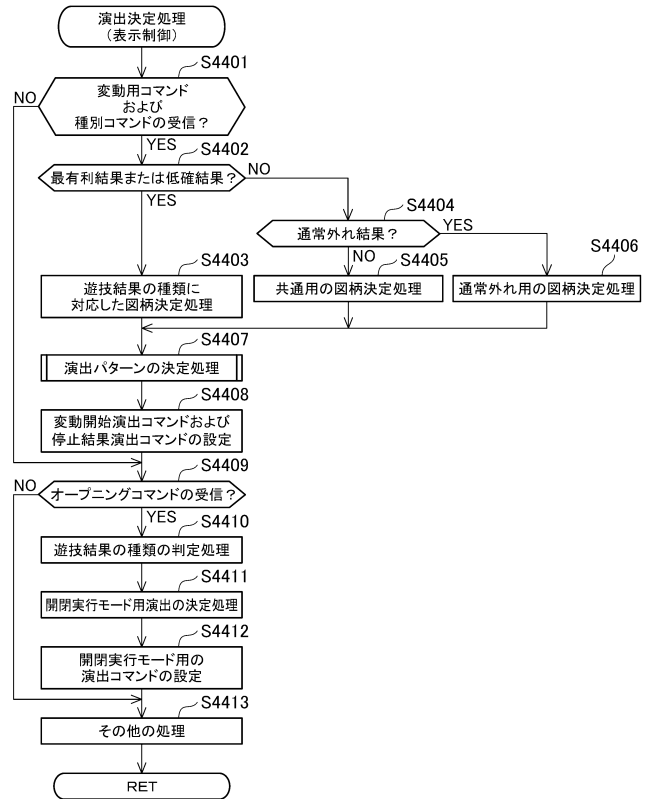 演出決定処理
(表示制御)
S4401
変動用コマンド
および
種別コマンドの受信？
NO
YES
S4402
最有利結果または低確結果？
NO
YES
S4404
通常外れ結果？
YES
NO
S4403
遊技結果の種類に
対応した図柄決定処理
S4405
共通用の図柄決定処理
S4406
通常外れ用の図柄決定処理
S4407
演出パターンの決定処理
S4408
変動開始演出コマンドおよび
停止結果演出コマンドの設定
S4409
オープニングコマンドの受信？
NO
YES
S4410
遊技結果の種類の判定処理
S4411
開閉実行モード用演出の決定処理
S4412
開閉実行モード用の
演出コマンドの設定
S4413
その他の処理
RET